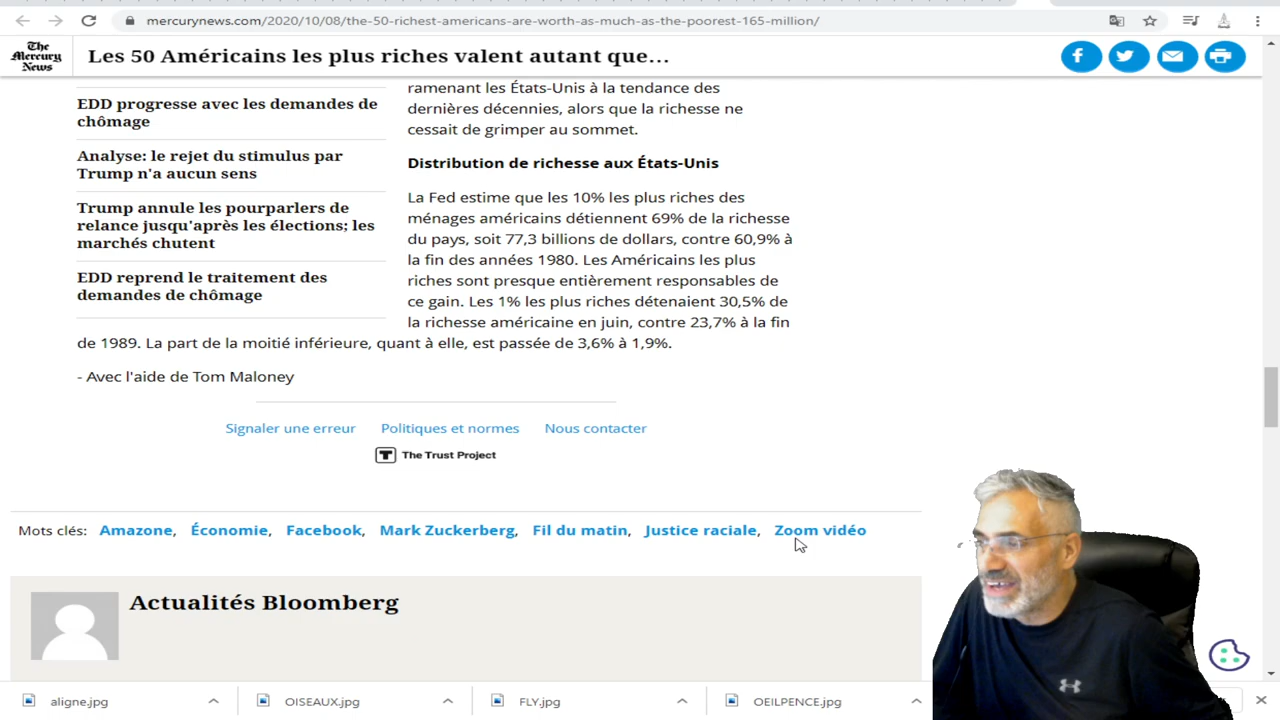 mercurynews.com/2020/10/08/the-50-richest-americans-are-worth-as-much-as-the-poorest-165-million/
The
Mercury
News
Les 50 Américains les plus riches valent autant que...
EDD progresse avec les demandes de
chômage
Analyse: le rejet du stimulus par
Trump n'a aucun sens
Trump annule les pourparlers de
relance jusqu'après les élections; les
marchés chutent
EDD reprend le traitement des
demandes de chômage
ramenant les États-Unis à la tendance des
dernières décennies, alors que la richesse ne
cessait de grimper au sommet.
Distribution de richesse aux États-Unis
La Fed estime que les 10% les plus riches des
ménages américains détiennent 69% de la richesse
du pays, soit 77,3 billions de dollars, contre 60,9% à
la fin des années 1980. Les Américains les plus
riches sont presque entièrement responsables de
ce gain. Les 1% les plus riches détenaient 30,5% de
la richesse américaine en juin, contre 23,7% à la fin
de 1989. La part de la moitié inférieure, quant à elle, est passée de 3,6% à 1,9%.
- Avec l'aide de Tom Maloney
Signaler une erreur Politiques et normes Nous contacter
T The Trust Project
Mots clés: Amazone, Économie, Facebook, Mark Zuckerberg, Fil du matin, Justice raciale, Zoom vidéo
Actualités Bloomberg
aligne.jpg OISEAUX.jpg FLY.jpg OEILPENCE.jpg